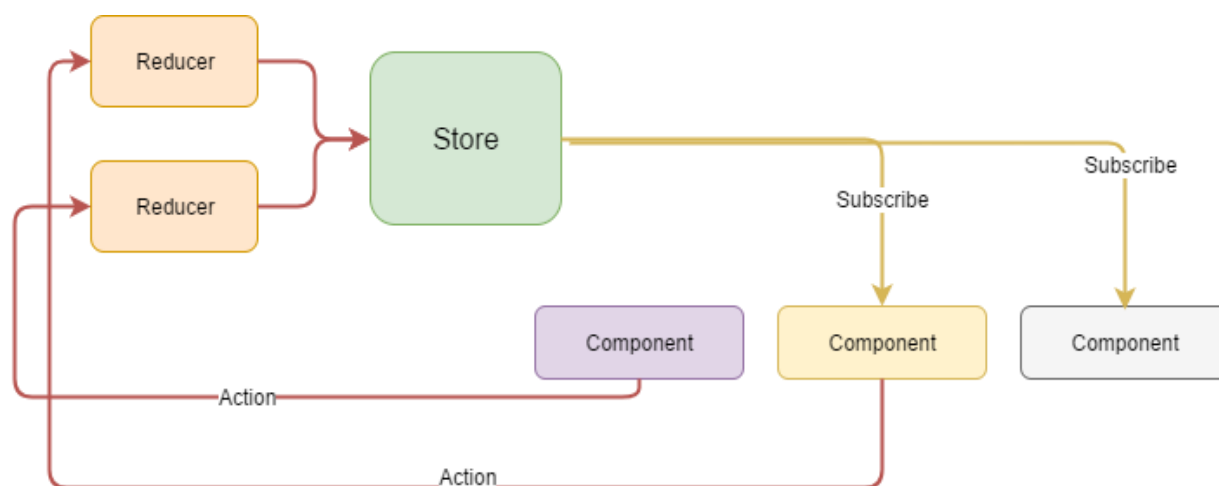 Reducer
Store
Subscribe
Reducer
Subscribe
Component
Component
Component
Action
Action